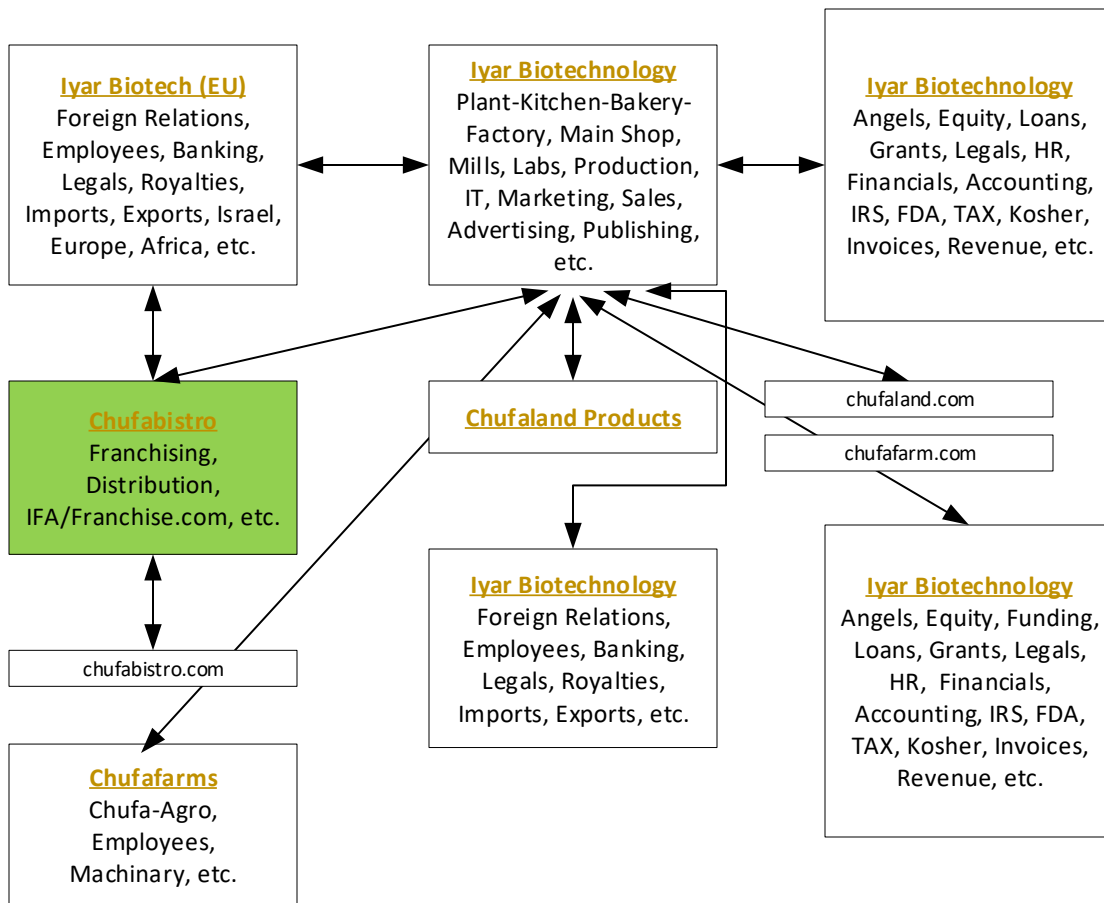 Iyar Biotech (EU)
Foreign Relations,
Employees, Banking,
Legals, Royalties,
Imports, Exports, Israel,
Europe, Africa, etc.
Iyar Biotechnology
Plant-Kitchen-Bakery-
Factory, Main Shop,
Mills, Labs, Production,
IT, Marketing, Sales,
Advertising, Publishing,
etc.
Iyar Biotechnology
Angels, Equity, Loans,
Grants, Legals, HR,
Financials, Accounting,
IRS, FDA, TAX, Kosher,
Invoices, Revenue, etc.
Chufabistro
Franchising,
Distribution,
IFA/Franchise.com, etc.
Chufaland Products
chufaland.com
chufafarm.com
chufabistro.com
Iyar Biotechnology
Foreign Relations,
Employees, Banking,
Legals, Royalties,
Imports, Exports, etc.
Iyar Biotechnology
Angels, Equity, Funding,
Loans, Grants, Legals,
HR, Financials,
Accounting, IRS, FDA,
TAX, Kosher, Invoices,
Revenue, etc.
Chufafarms
Chufa-Agro,
Employees,
Machinary, etc.